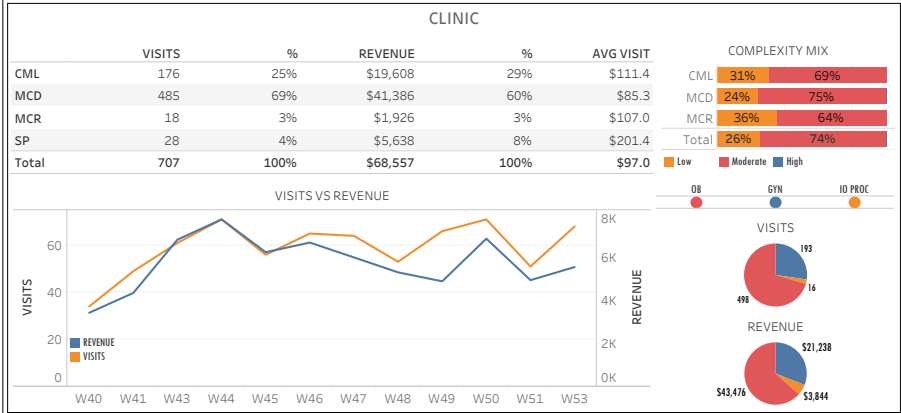 CLINIC
VISITS % REVENUE % AVG VISIT
CML 176 25% $19,608 29% $111.4
MCD 485 69% $41,386 60% $85.3
MCR 18 3% $1,926 3% $107.0
SP 28 4% $5,638 8% $201.4
Total 707 100% $68,557 100% $97.0
COMPLEXITY MIX
CML 31% 69%
MCD 24% 75%
MCR 36% 64%
Total 26% 74%
Low Moderate High
OB GYN IO PROC
VISITS VS REVENUE
VISITS
60
40
20
0
8K
6K
4K
2K
0K
REVENUE
REVENUE
VISITS
W40 W41 W43 W44 W45 W46 W47 W48 W49 W50 W51 W53
VISITS
193
16
498
REVENUE
$21,238
$3,844
$43,476